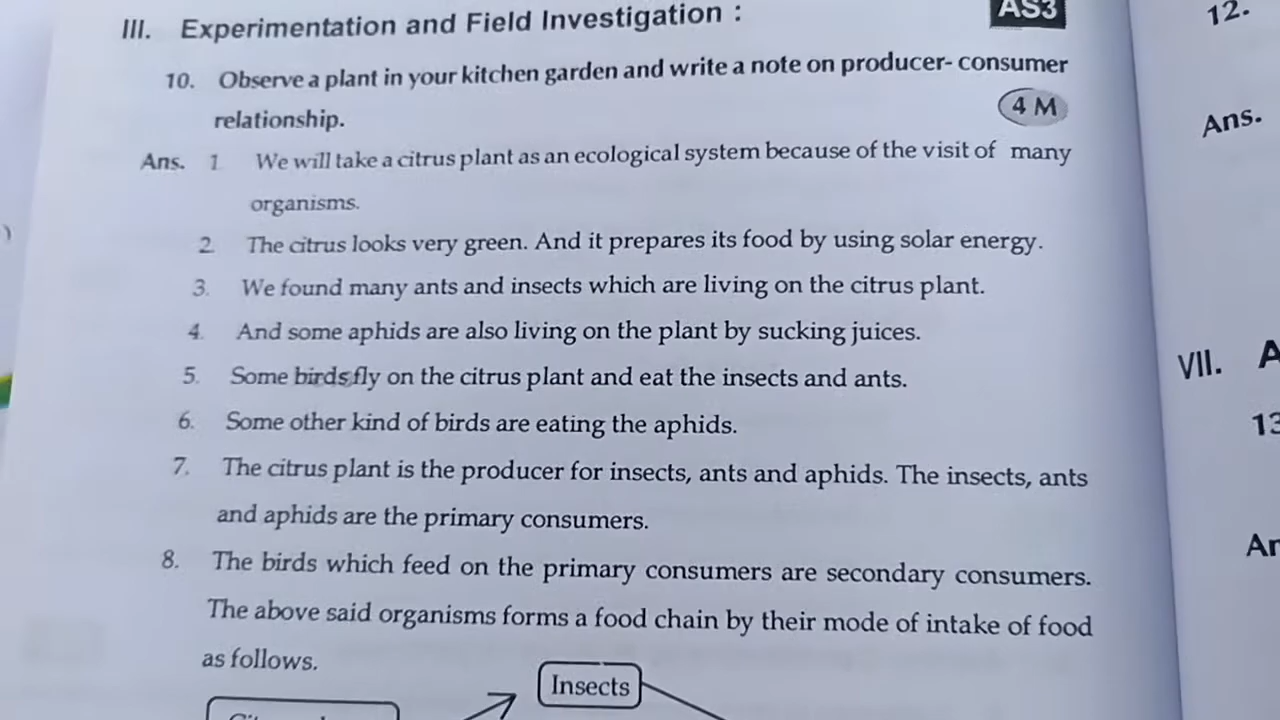 III. Experimentation and Field Investigation :
AS3
10. Observe a plant in your kitchen garden and write a note on producer- consumer
relationship.
4 M
Ans. 1. We will take a citrus plant as an ecological system because of the visit of many
organisms.
2. The citrus looks very green. And it prepares its food by using solar energy.
3. We found many ants and insects which are living on the citrus plant.
4. And some aphids are also living on the plant by sucking juices.
5. Some birds fly on the citrus plant and eat the insects and ants.
6. Some other kind of birds are eating the aphids.
7. The citrus plant is the producer for insects, ants and aphids. The insects, ants
and aphids are the primary consumers.
8. The birds which feed on the primary consumers are secondary consumers.
The above said organisms forms a food chain by their mode of intake of food
as follows.
Insects
12.
Ans.
VII.